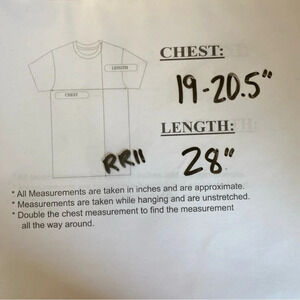 CHEST:
LENGTH
19-20.5"
CHEST
LENGTH:
28"
RR11
* All Measurements are taken in inches and are approximate.
* Measurements are taken while hanging and are unstretched.
* Double the chest measurement to find the measurement
all the way around.